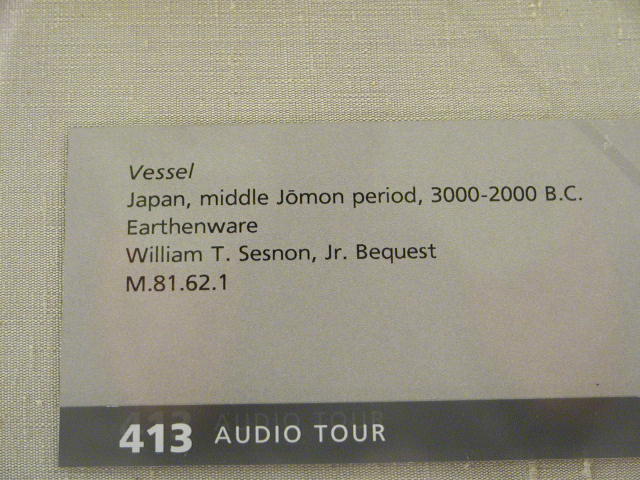 Vessel
Japan, middle Jōmon period, 3000-2000 B.C.
Earthenware
William T. Sesnon, Jr. Bequest
M.81.62.1
413 AUDIO TOUR